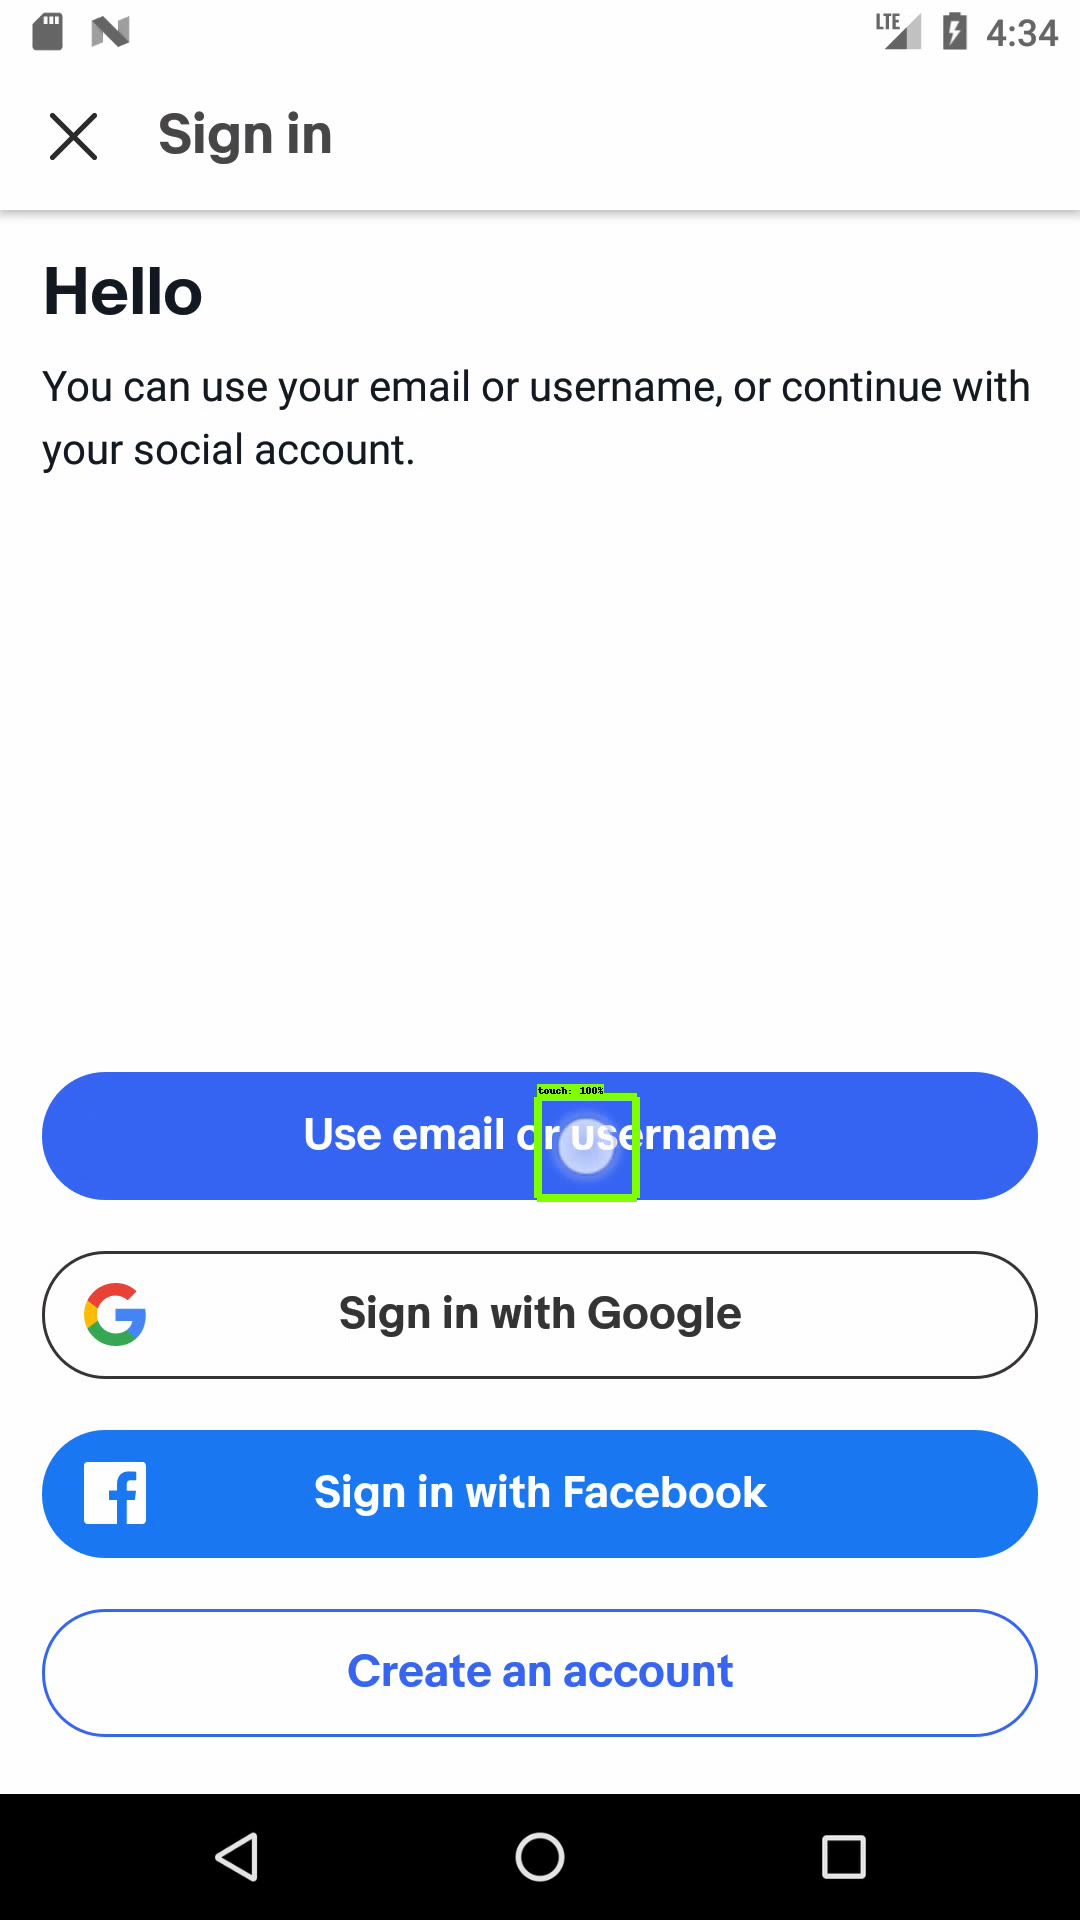 LTE 4:34
Sign in
Hello
You can use your email or username, or continue with
your social account.
touch: 100%
Use email or username
Sign in with Google
Sign in with Facebook
Create an account